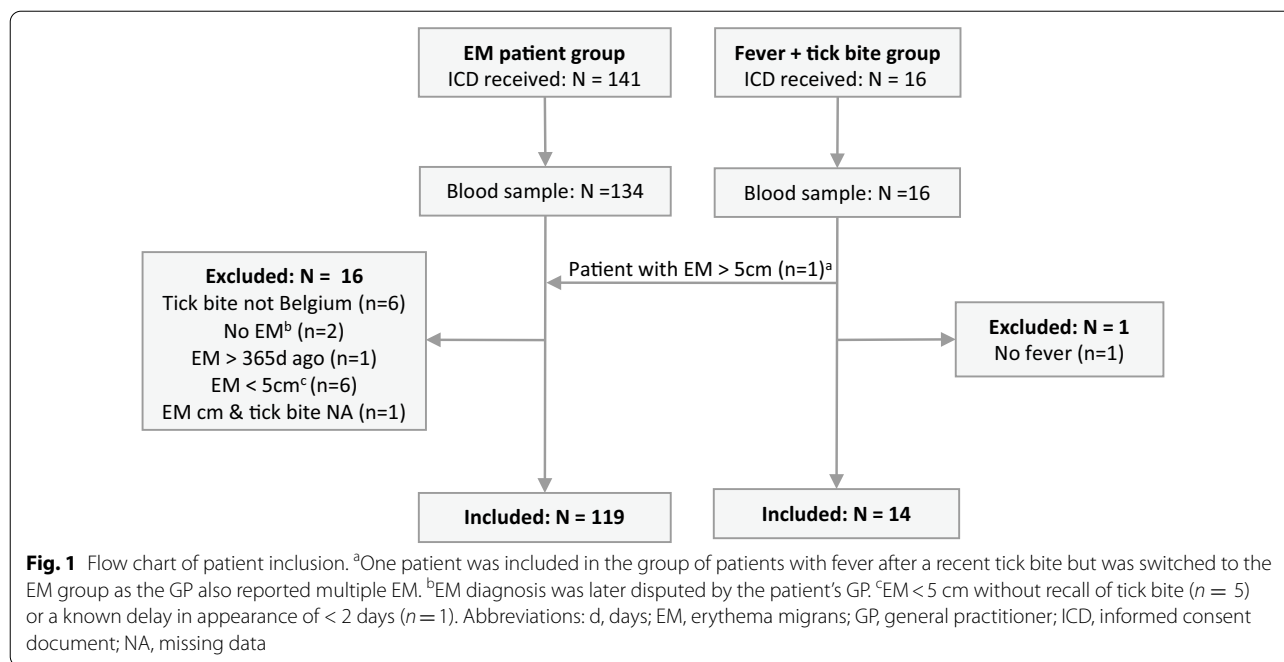 EM patient group
ICD received: N = 141
Fever + tick bite group
ICD received: N = 16
Blood sample: N =134
Blood sample: N =16
Patient with EM > 5cm (n=1)ᵃ
Excluded: N = 16
Tick bite not Belgium (n=6)
No EMᵇ (n=2)
EM > 365d ago (n=1)
EM < 5cmᶜ (n=6)
EM cm & tick bite NA (n=1)
Excluded: N = 1
No fever (n=1)
Included: N = 119
Included: N = 14
Fig. 1 Flow chart of patient inclusion. ᵃOne patient was included in the group of patients with fever after a recent tick bite but was switched to the
EM group as the GP also reported multiple EM. ᵇEM diagnosis was later disputed by the patient's GP. ᶜEM < 5 cm without recall of tick bite (n = 5)
or a known delay in appearance of < 2 days (n = 1). Abbreviations: d, days; EM, erythema migrans; GP, general practitioner; ICD, informed consent
document; NA, missing data